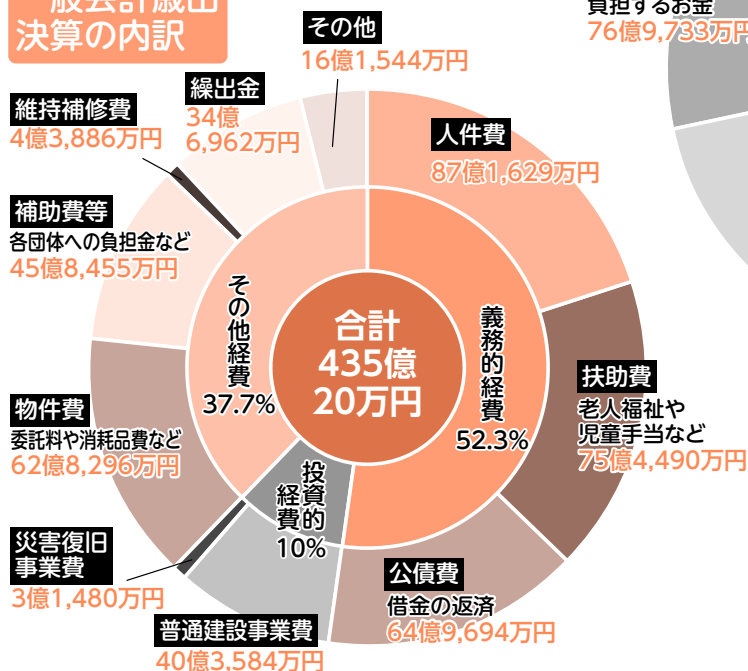 般会計歳出
決算の内訳
その他
16億1,544万円
負担するお金
76億9,733万円
繰出金
34億
6,962万円
維持補修費
4億3,886万円
人件費
87億1,629万円
補助費等
各団体への負担金など
45億8,455万円
その他経費
37.7%
合計
435億
20万円
義務的経費
52.3%
扶助費
老人福祉や
児童手当など
75億4,490万円
物件費
委託料や消耗品費など
62億8,296万円
投資的
経費
10%
災害復旧
事業費
3億1,480万円
公債費
借金の返済
64億9,694万円
普通建設事業費
40億3,584万円